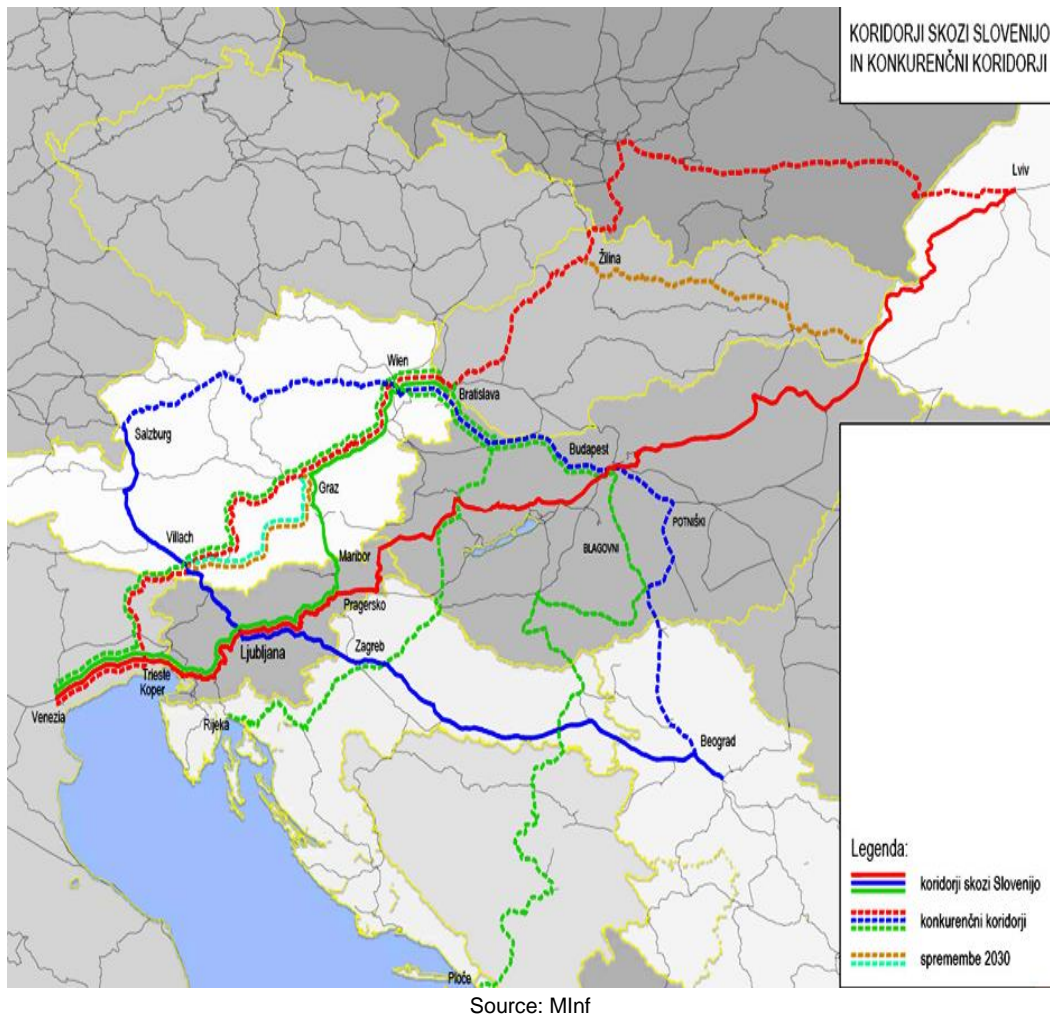 KORIDORJI SKOZI SLOVENIJO
IN KONKURENČNI KORIDORJI
Lviv
Žilina
Wien
Bratislava
Salzburg
Budapest
Graz
POTNIŠKI
Villach
BLAGOVNI
Maribor
Pragersko
Ljubljana
Zagreb
Trieste
Koper
Venezia
Rijeka
Beograd
Ploče
Legenda:
koridorji skozi Slovenijo
konkurenčni koridorji
spremembe 2030
Source: MInf